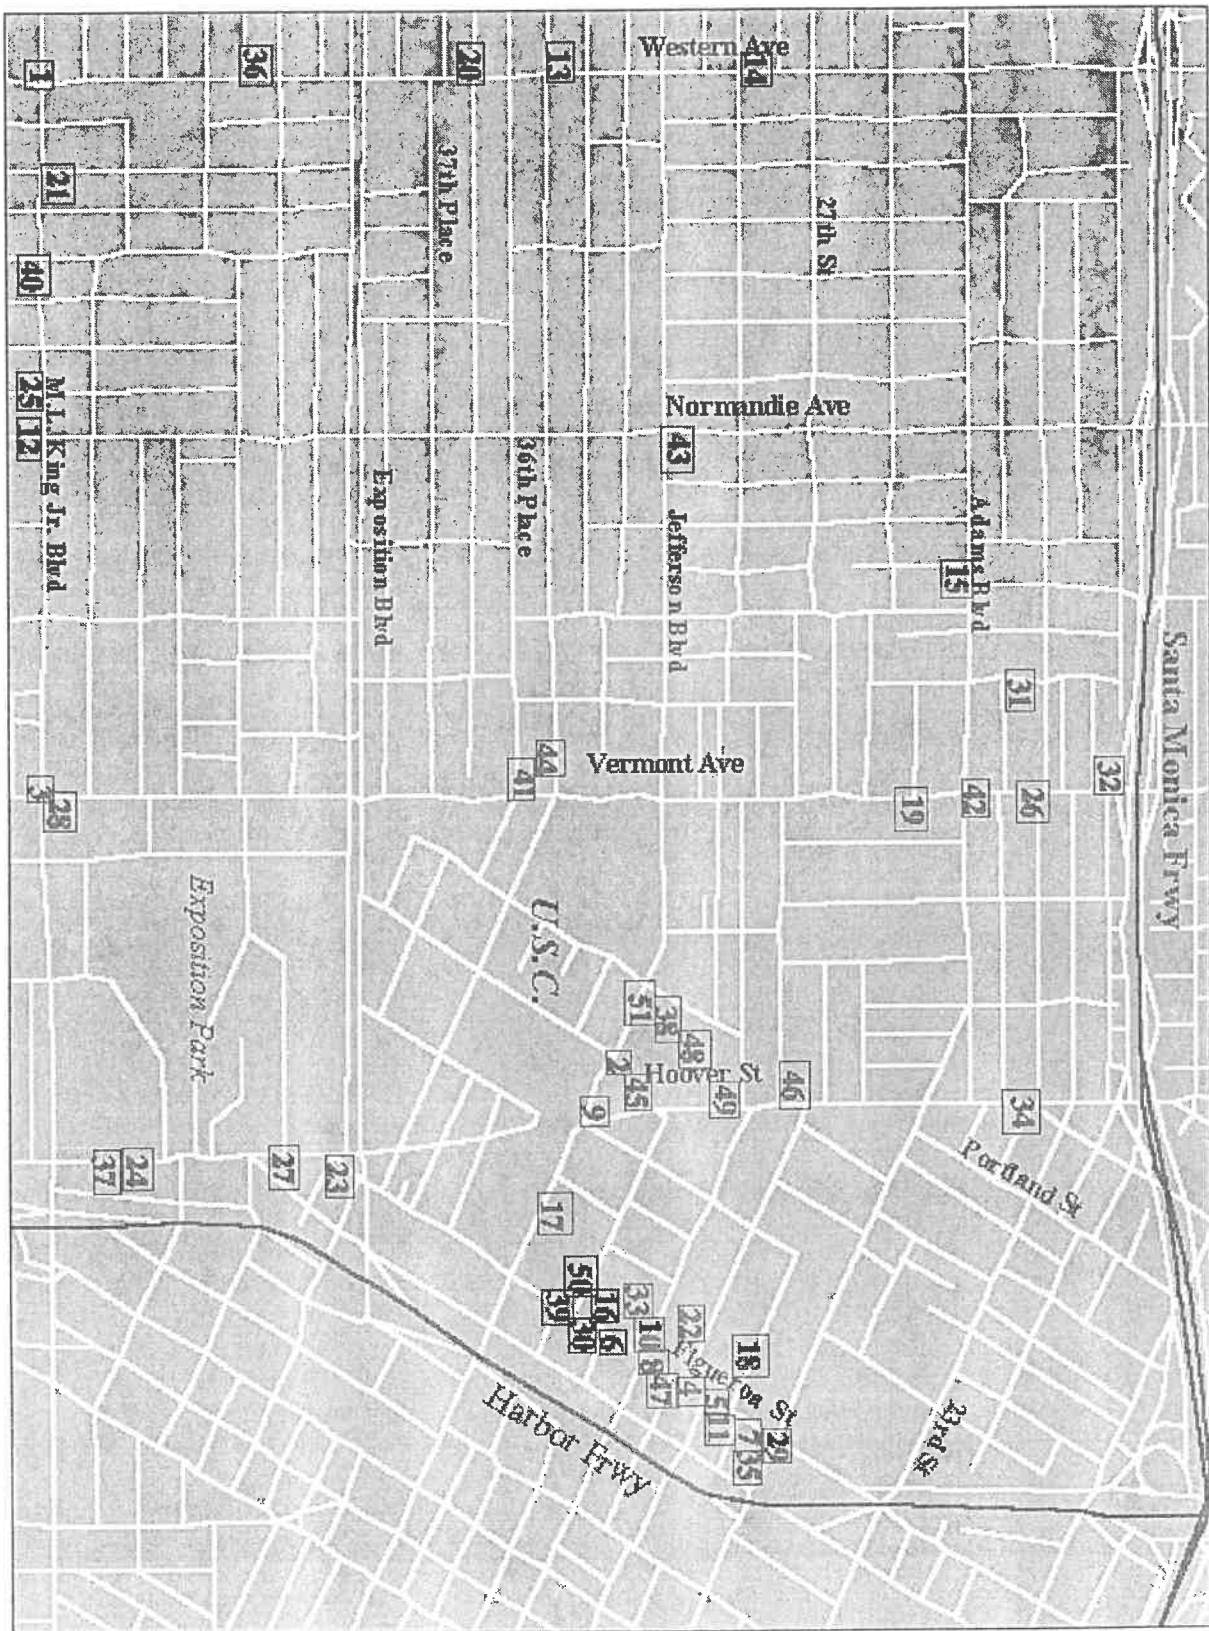 Western Ave
1
36
20
13
14
21
37th Place
27th St
40
25
12
M.L. King Jr. Blvd
Normandie Ave
43
36th Place
Exposition Blvd
Jefferson Blvd
Adams Blvd
15
Santa Monica Frwy
31
44
41
Vermont Ave
32
3
28
19
42
26
Exposition Park
U.S.C.
51
38
48
2
Hoover St
45
9
49
46
34
Portland St
37
24
27
23
17
50
16
39
30
6
33
10
22
8
47
4
Figueroa St
18
5
11
7
29
35
23rd St
Harbot Frwy